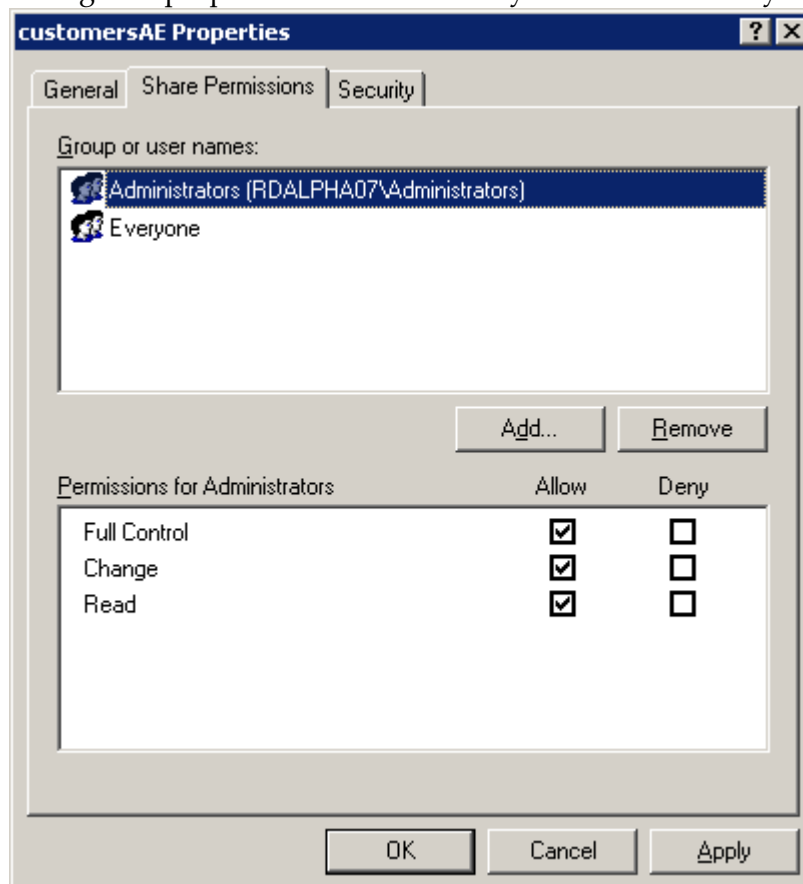 customersAE Properties
General Share Permissions Security
Group or user names:
Administrators (RDALPHA07\Administrators)
Everyone
Add... Remove
Permissions for Administrators Allow Deny
Full Control
Change
Read
OK Cancel Apply